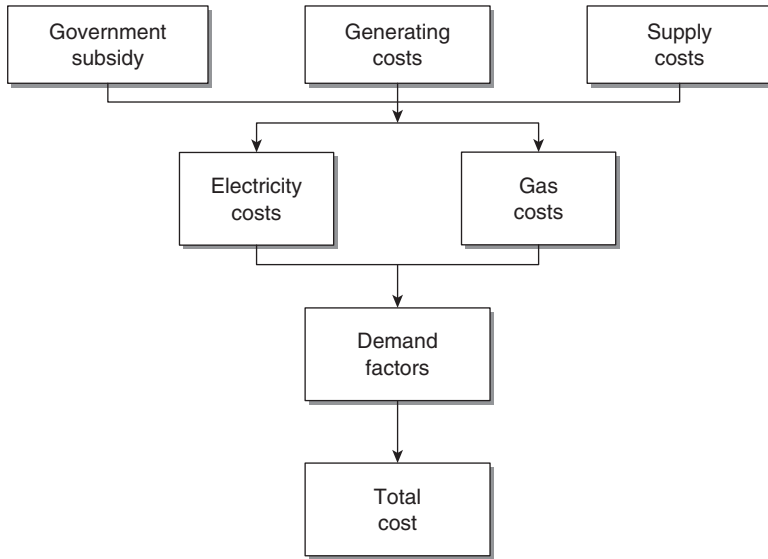 Government
subsidy
Generating
costs
Supply
costs
Electricity
costs
Gas
costs
Demand
factors
Total
cost